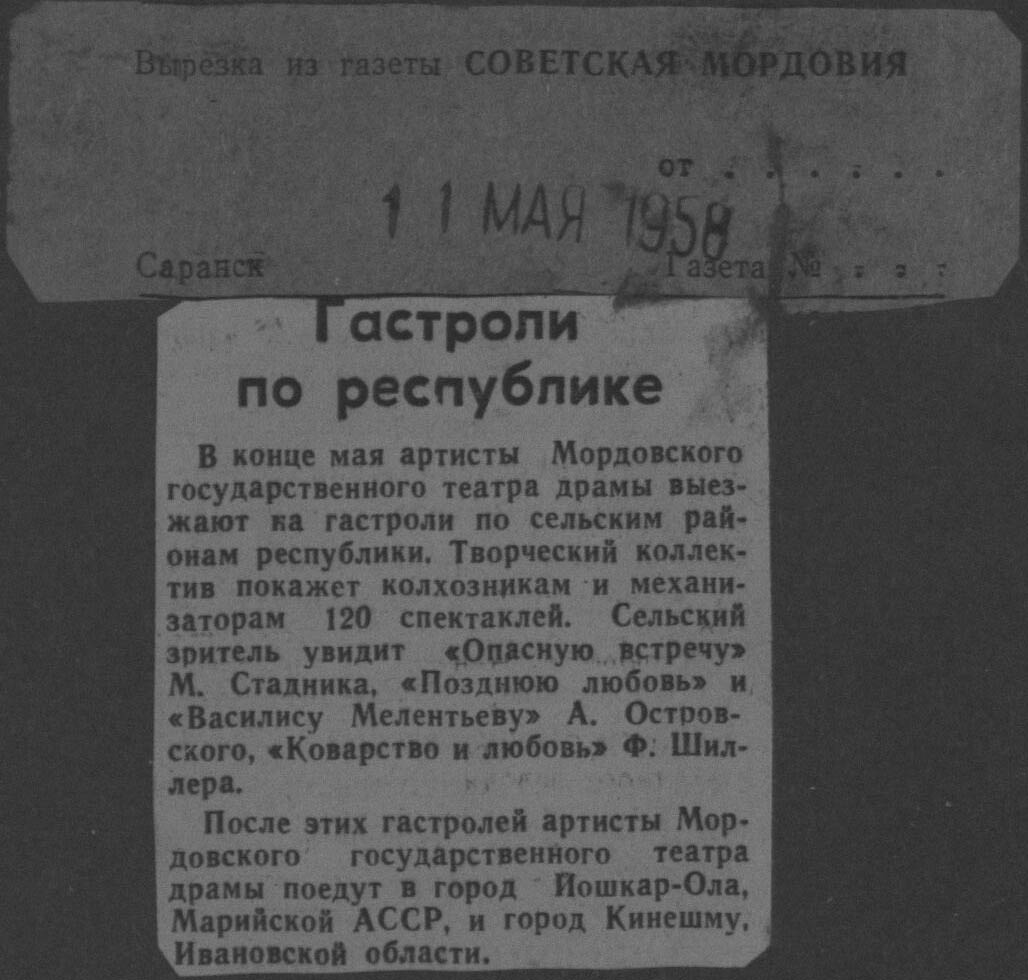 Вырезка из газеты СОВЕТСКАЯ МОРДОВИЯ
от . . . . . .
11 МАЯ 1958
Саранск Газета № : : :
Гастроли
по республике
В конце мая артисты Мордовского
государственного театра драмы выез-
жают на гастроли по сельским рай-
онам республики. Творческий коллек-
тив покажет колхозникам и механи-
заторам 120 спектаклей. Сельский
зритель увидит «Опасную встречу»
М. Стадника, «Позднюю любовь» и
«Василису Мелентьеву» А. Остров-
ского, «Коварство и любовь» Ф. Шил-
лера.
После этих гастролей артисты Мор-
довского государственного театра
драмы поедут в город Йошкар-Ола,
Марийской АССР, и город Кинешму,
Ивановской области.